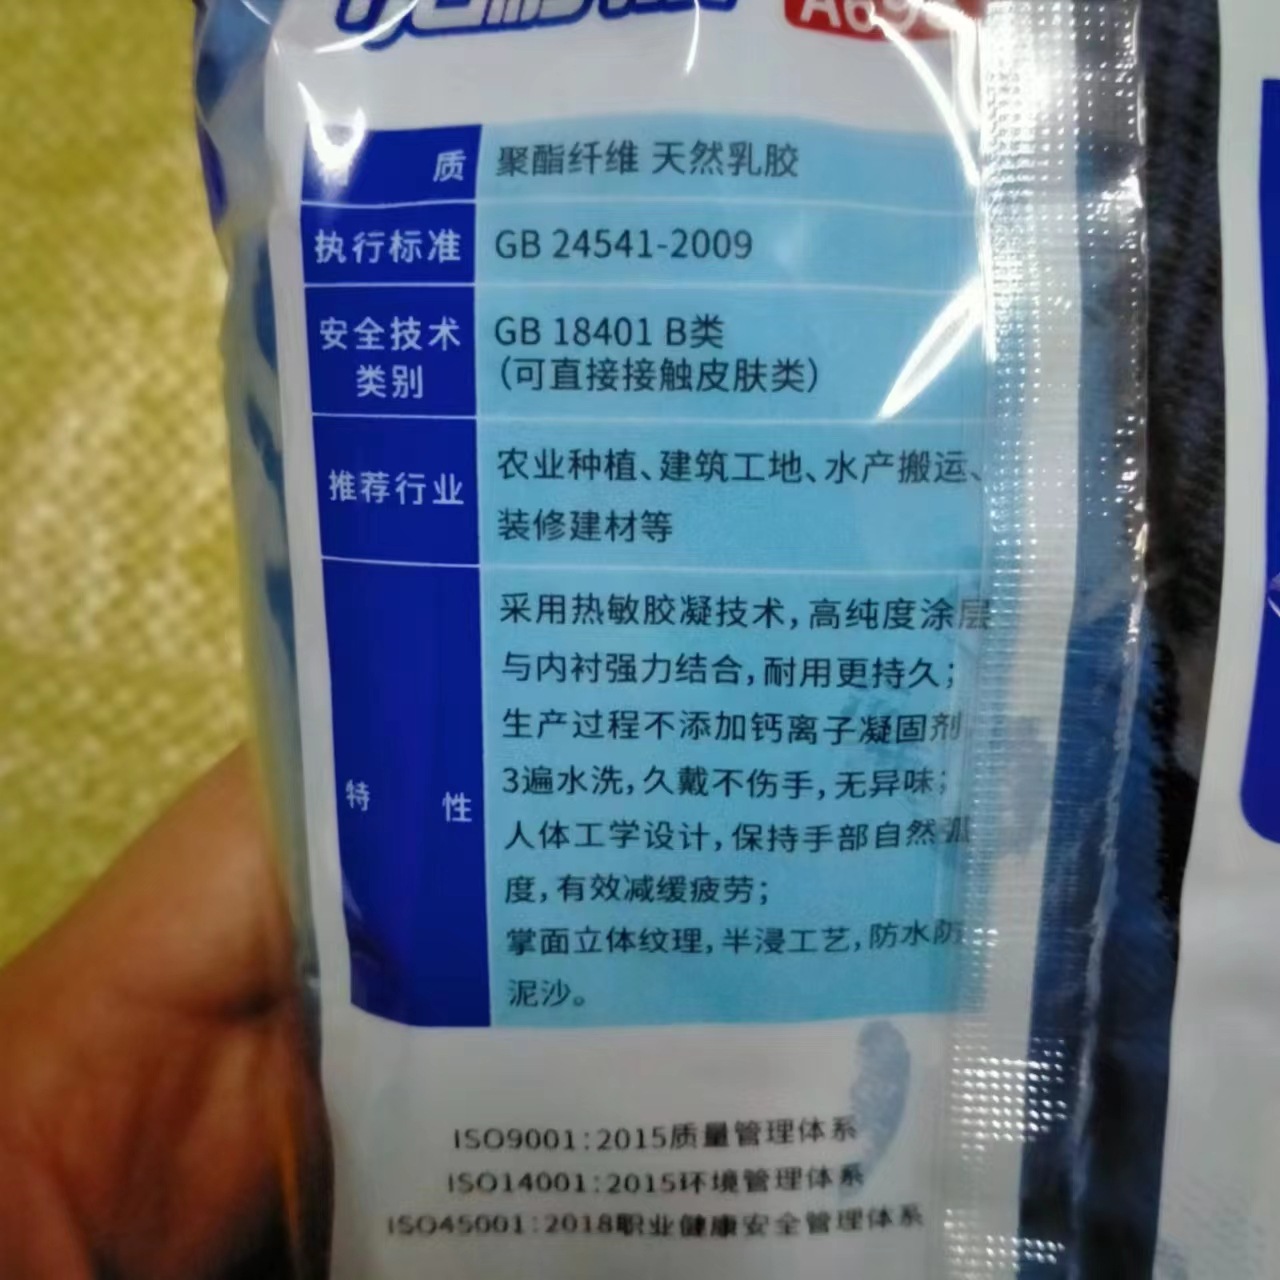 A69
质 聚酯纤维 天然乳胶
执行标准 GB 24541-2009
安全技术类别 GB 18401 B类
（可直接接触皮肤类）
推荐行业 农业种植、建筑工地、水产搬运、
装修建材等
特性 采用热敏胶凝技术，高纯度涂层
与内衬强力结合，耐用更持久；
生产过程不添加钙离子凝固剂
3遍水洗，久戴不伤手，无异味；
人体工学设计，保持手部自然弧
度，有效减缓疲劳；
掌面立体纹理，半浸工艺，防水防
泥沙。
ISO9001:2015质量管理体系
ISO14001:2015环境管理体系
ISO45001:2018职业健康安全管理体系